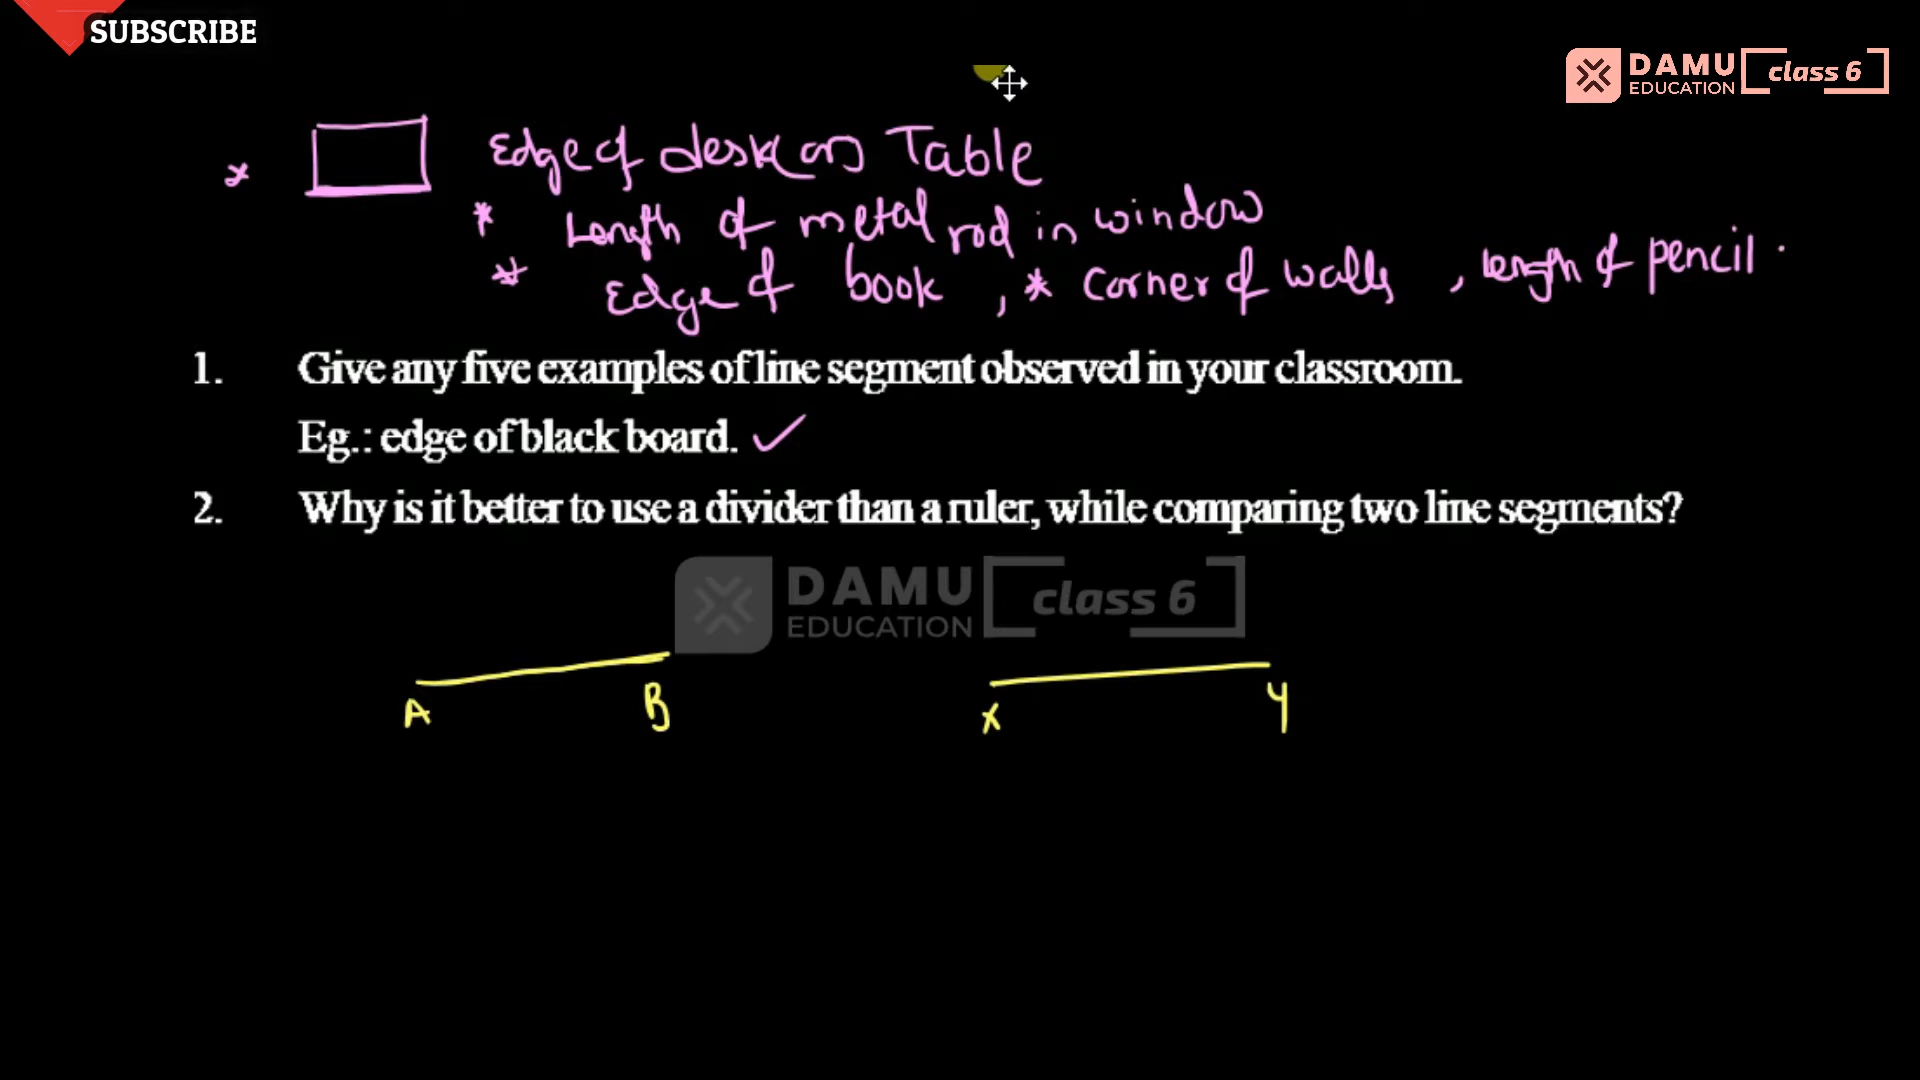 SUBSCRIBE
DAMU EDUCATION class 6
* Edge of desk or Table
* Length of metal rod in window
* Edge of book, * Corner of walls, length of pencil.
1. Give any five examples of line segment observed in your classroom.
Eg.: edge of black board. ✓
2. Why is it better to use a divider than a ruler, while comparing two line segments?
DAMU EDUCATION class 6
A B X Y